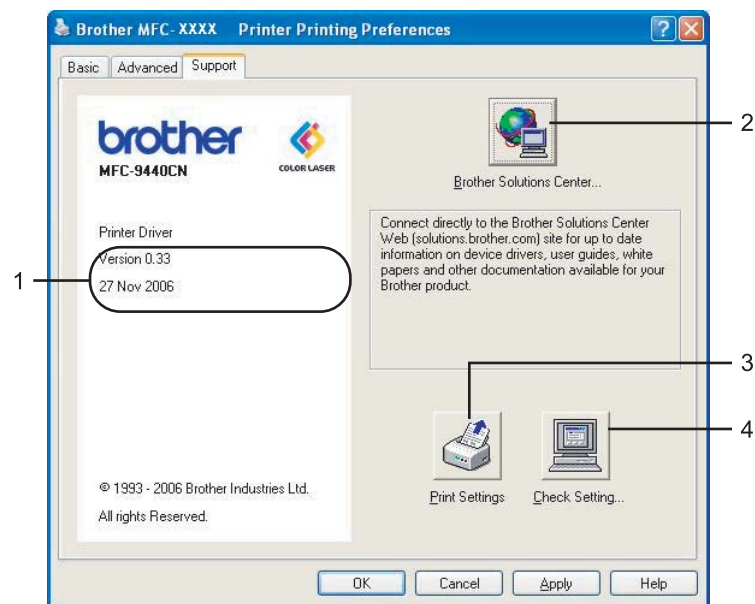 Brother MFC-XXXX Printer Printing Preferences
Basic Advanced Support
brother
MFC-9440CN
COLOR LASER
Printer Driver
Version 0.33
27 Nov 2006
© 1993 - 2006 Brother Industries Ltd.
All rights Reserved.
Brother Solutions Center...
Connect directly to the Brother Solutions Center
Web (solutions.brother.com) site for up to date
information on device drivers, user guides, white
papers and other documentation available for your
Brother product.
Print Settings
Check Setting...
OK Cancel Apply Help
1
2
3
4